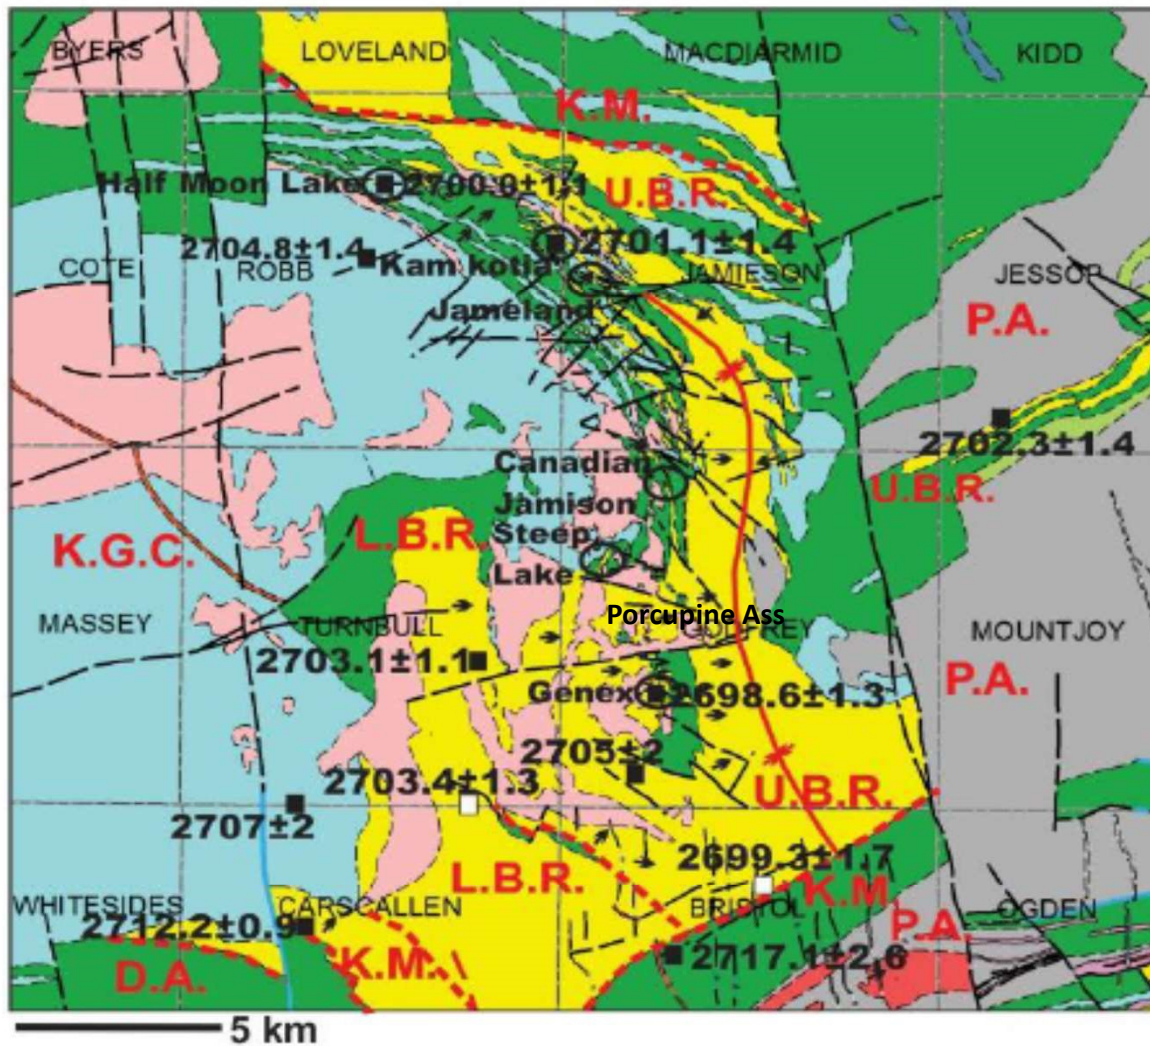 BYERS LOVELAND MACDIARMID KIDD
K.M.
Half Moon Lake 2700.0±1.1 U.B.R.
2704.8±1.4 2701.1±1.4
COTE ROBB Kam kotia JAMIESON JESSOP
Jameland P.A.
2702.3±1.4
Canadian U.B.R.
Jamison
K.G.C. L.B.R. Steep
Lake
MASSEY TURNBULL Porcupine Ass GODFREY MOUNTJOY
2703.1±1.1 P.A.
Genex 2698.6±1.3
2705±2
2703.4±1.3 U.B.R.
2707±2
2699.3±1.7
L.B.R. K.M.
WHITESIDES CARSCALLEN BRISTOL OGDEN
2712.2±0.9 P.A.
D.A. K.M. 2717.1±2.6
5 km